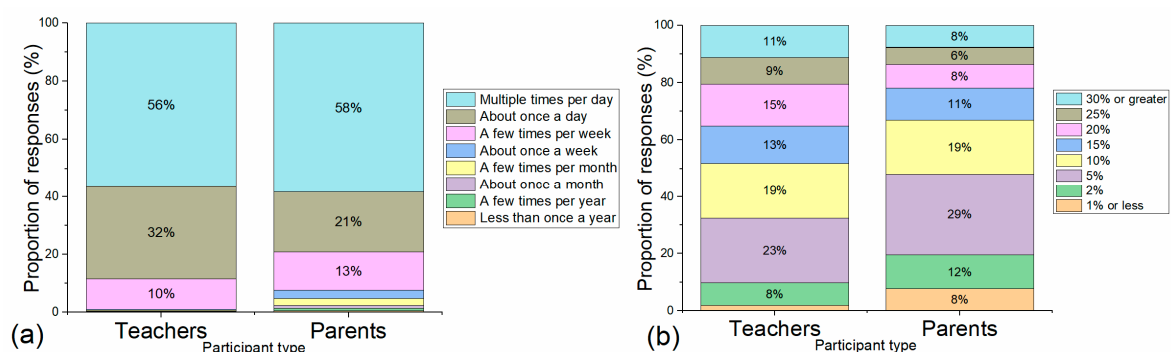 Proportion of responses (%)
100
80
60
40
20
0
56%
32%
10%
58%
21%
13%
Teachers
Parents
Participant type
(a)
Multiple times per day
About once a day
A few times per week
About once a week
A few times per month
About once a month
A few times per year
Less than once a year
Proportion of responses (%)
100
80
60
40
20
0
11%
9%
15%
13%
19%
23%
8%
8%
6%
8%
11%
19%
29%
12%
8%
Teachers
Parents
Participant type
(b)
30% or greater
25%
20%
15%
10%
5%
2%
1% or less